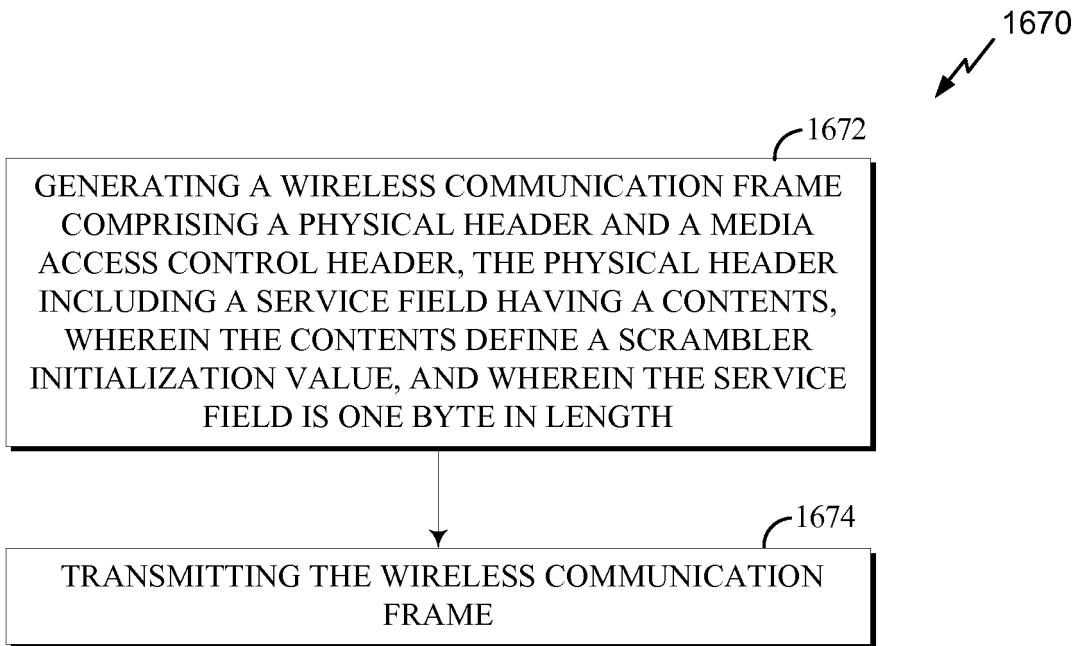 1670
1672
GENERATING A WIRELESS COMMUNICATION FRAME
COMPRISING A PHYSICAL HEADER AND A MEDIA
ACCESS CONTROL HEADER, THE PHYSICAL HEADER
INCLUDING A SERVICE FIELD HAVING A CONTENTS,
WHEREIN THE CONTENTS DEFINE A SCRAMBLER
INITIALIZATION VALUE, AND WHEREIN THE SERVICE
FIELD IS ONE BYTE IN LENGTH
1674
TRANSMITTING THE WIRELESS COMMUNICATION
FRAME